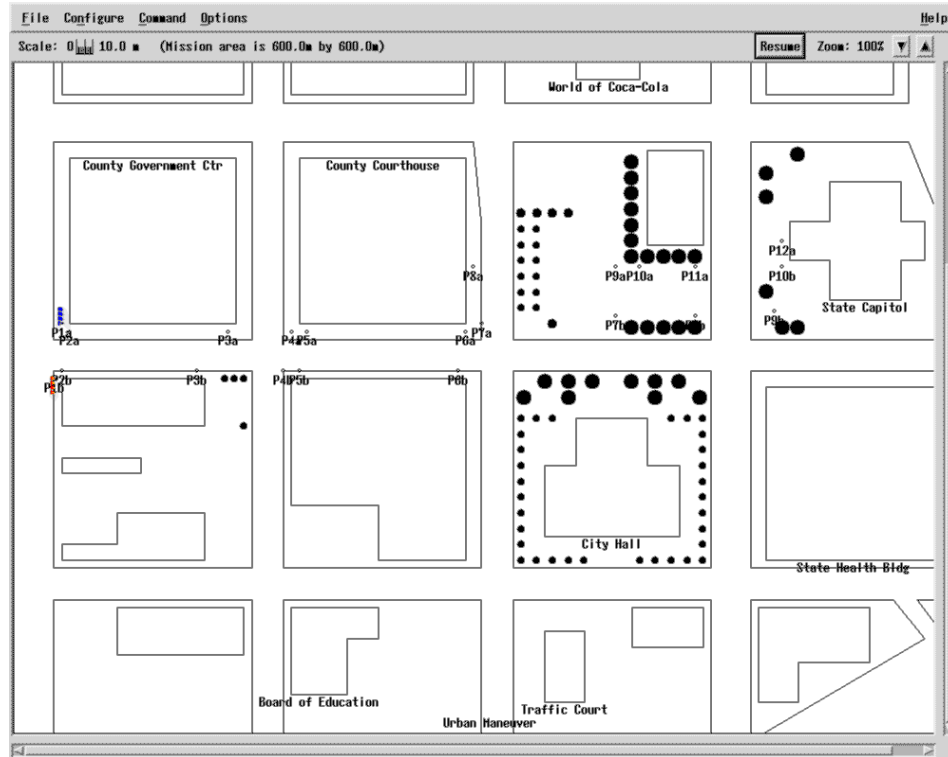 File Configure Command Options Help
Scale: 0 10.0 m (Mission area is 600.0m by 600.0m) Resume Zoom: 100%
World of Coca-Cola
County Government Ctr County Courthouse
P12a
P8a P9a P10a P11a P10b
State Capitol
P1a P7b P9b
P2a P3a P4a P5a P6a P7a
P2b P3b P4b P5b P6b
P1b
City Hall
State Health Bldg
Board of Education
Traffic Court
Urban Maneuver